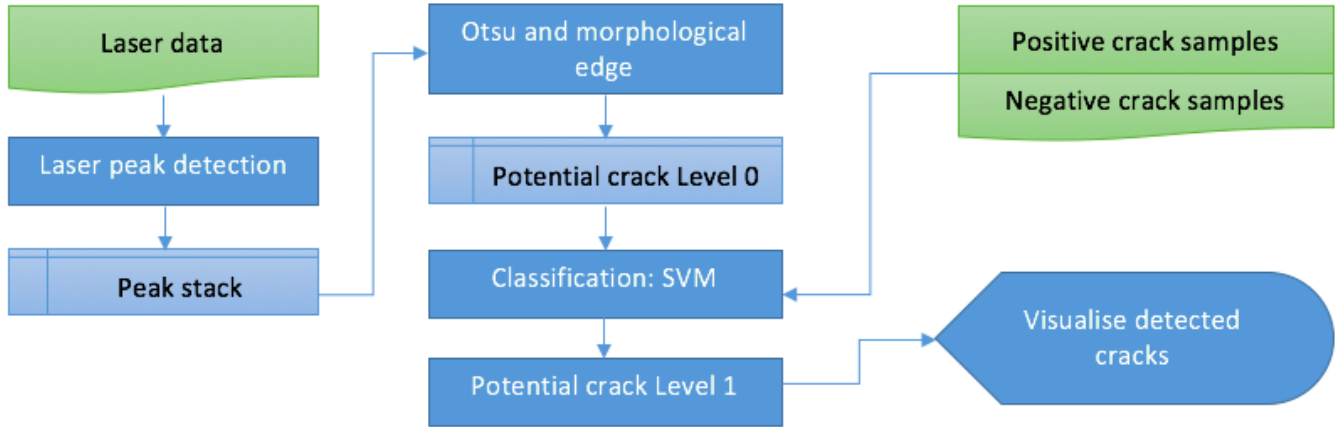 Laser data
Laser peak detection
Peak stack
Otsu and morphological
edge
Potential crack Level 0
Classification: SVM
Potential crack Level 1
Positive crack samples
Negative crack samples
Visualise detected
cracks